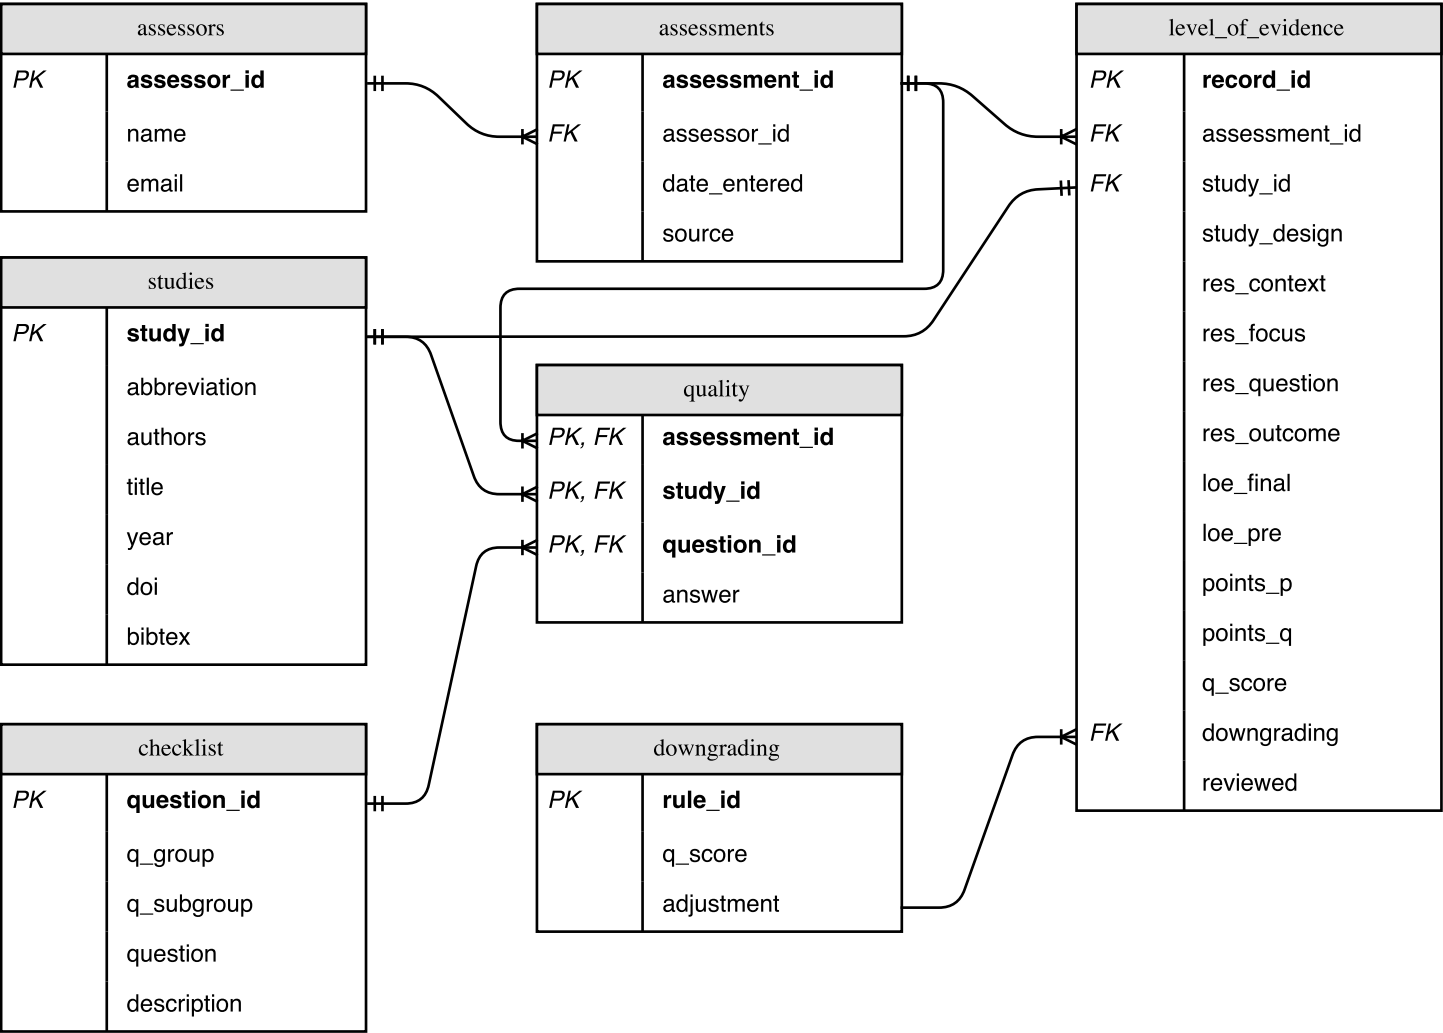 assessors
PK assessor_id
name
email
assessments
PK assessment_id
FK assessor_id
date_entered
source
level_of_evidence
PK record_id
FK assessment_id
FK study_id
study_design
res_context
res_focus
res_question
res_outcome
loe_final
loe_pre
points_p
points_q
q_score
FK downgrading
reviewed
studies
PK study_id
abbreviation
authors
title
year
doi
bibtex
quality
PK, FK assessment_id
PK, FK study_id
PK, FK question_id
answer
checklist
PK question_id
q_group
q_subgroup
question
description
downgrading
PK rule_id
q_score
adjustment